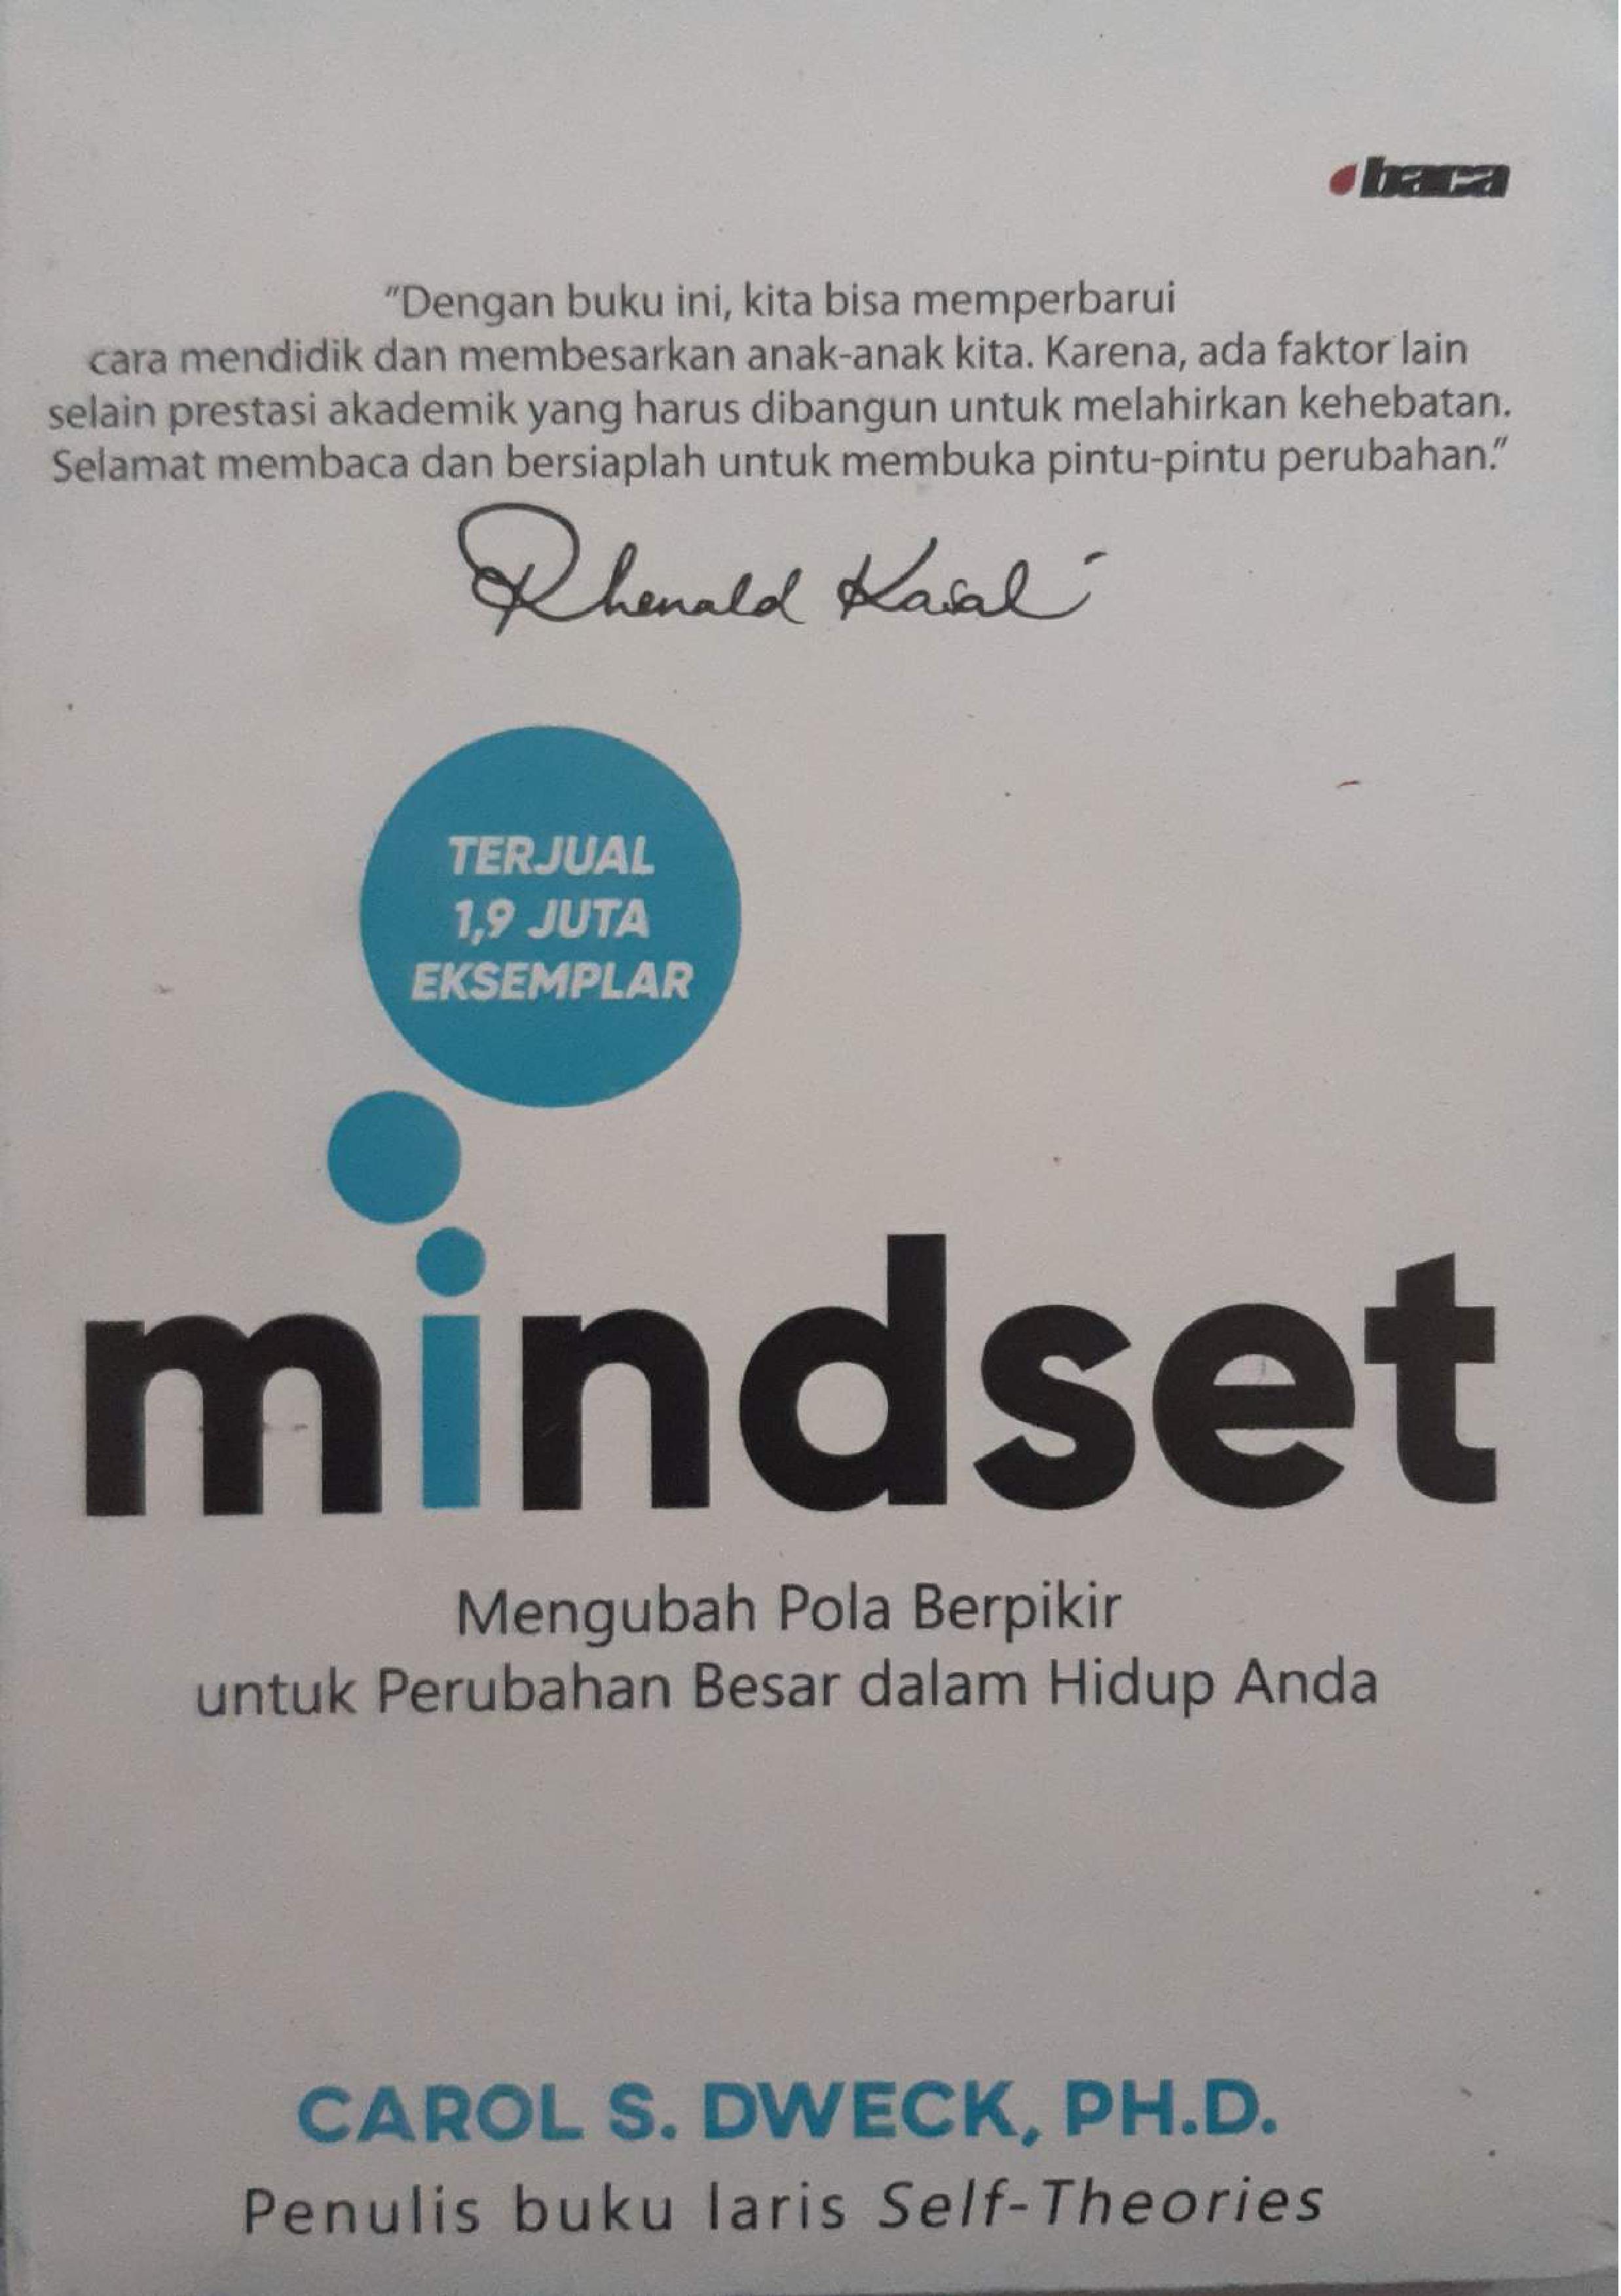 baca
"Dengan buku ini, kita bisa memperbarui
cara mendidik dan membesarkan anak-anak kita. Karena, ada faktor lain
selain prestasi akademik yang harus dibangun untuk melahirkan kehebatan.
Selamat membaca dan bersiaplah untuk membuka pintu-pintu perubahan."
Rhenald Kasali
TERJUAL
1,9 JUTA
EKSEMPLAR
mindset
Mengubah Pola Berpikir
untuk Perubahan Besar dalam Hidup Anda
CAROL S. DWECK, PH.D.
Penulis buku laris Self-Theories